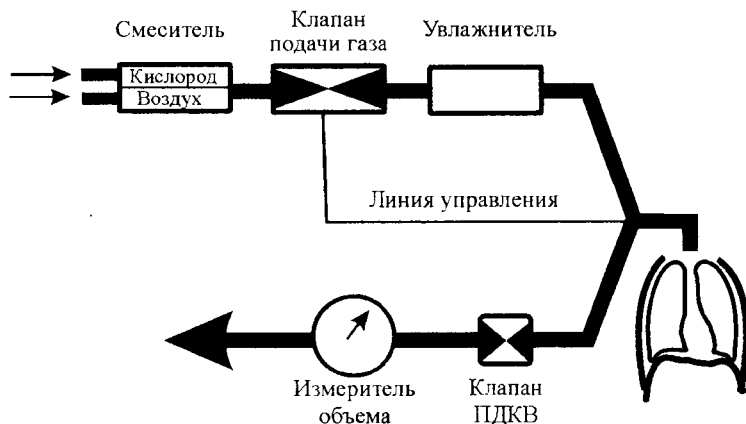 Смеситель
Клапан
подачи газа
Увлажнитель
Кислород
Воздух
Линия управления
Измеритель
объема
Клапан
ПДКВ